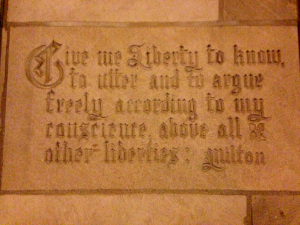 Give me Liberty to know,
to utter and to argue
freely according to my
conscience, above all
other liberties: Milton